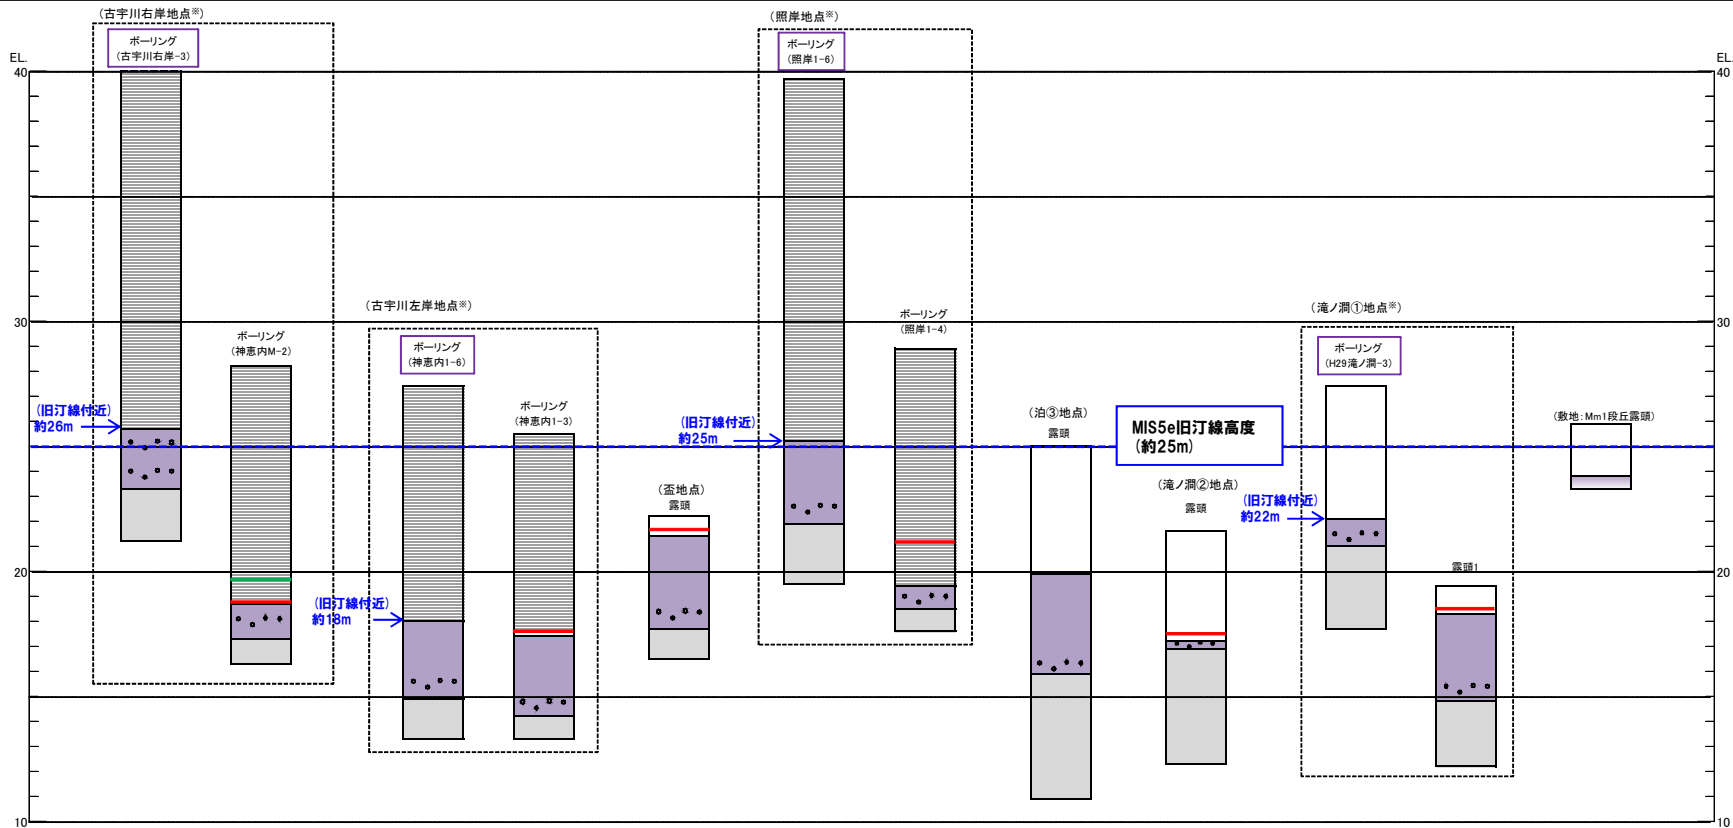 (古宇川右岸地点※)
ボーリング
(古宇川右岸-3)
(照岸地点※)
ボーリング
(照岸1-6)
EL.
EL.
40
40
(古宇川左岸地点※)
(滝ノ澗①地点※)
ボーリング
(照岸1-4)
30
30
ボーリング
(神恵内M-2)
ボーリング
(神恵内1-6)
ボーリング
(H29滝ノ澗-3)
(旧汀線付近)
約26m
ボーリング
(神恵内1-3)
(旧汀線付近)
約25m
(泊③地点)
露頭
MIS5e旧汀線高度
(約25m)
(敷地:Mm1段丘露頭)
(盃地点)
露頭
(滝ノ澗②地点)
露頭
(旧汀線付近)
約22m
20
露頭1
20
(旧汀線付近)
約18m
10
10